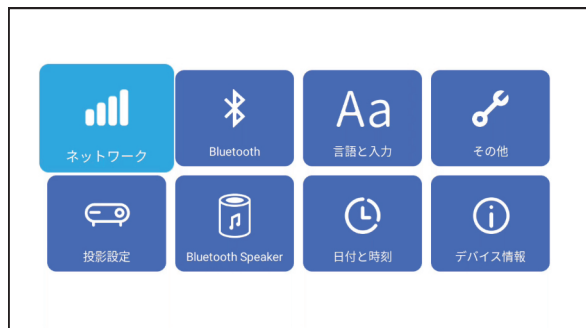 ネットワーク
Bluetooth
Aa
言語と入力
その他
投影設定
Bluetooth Speaker
日付と時刻
デバイス情報